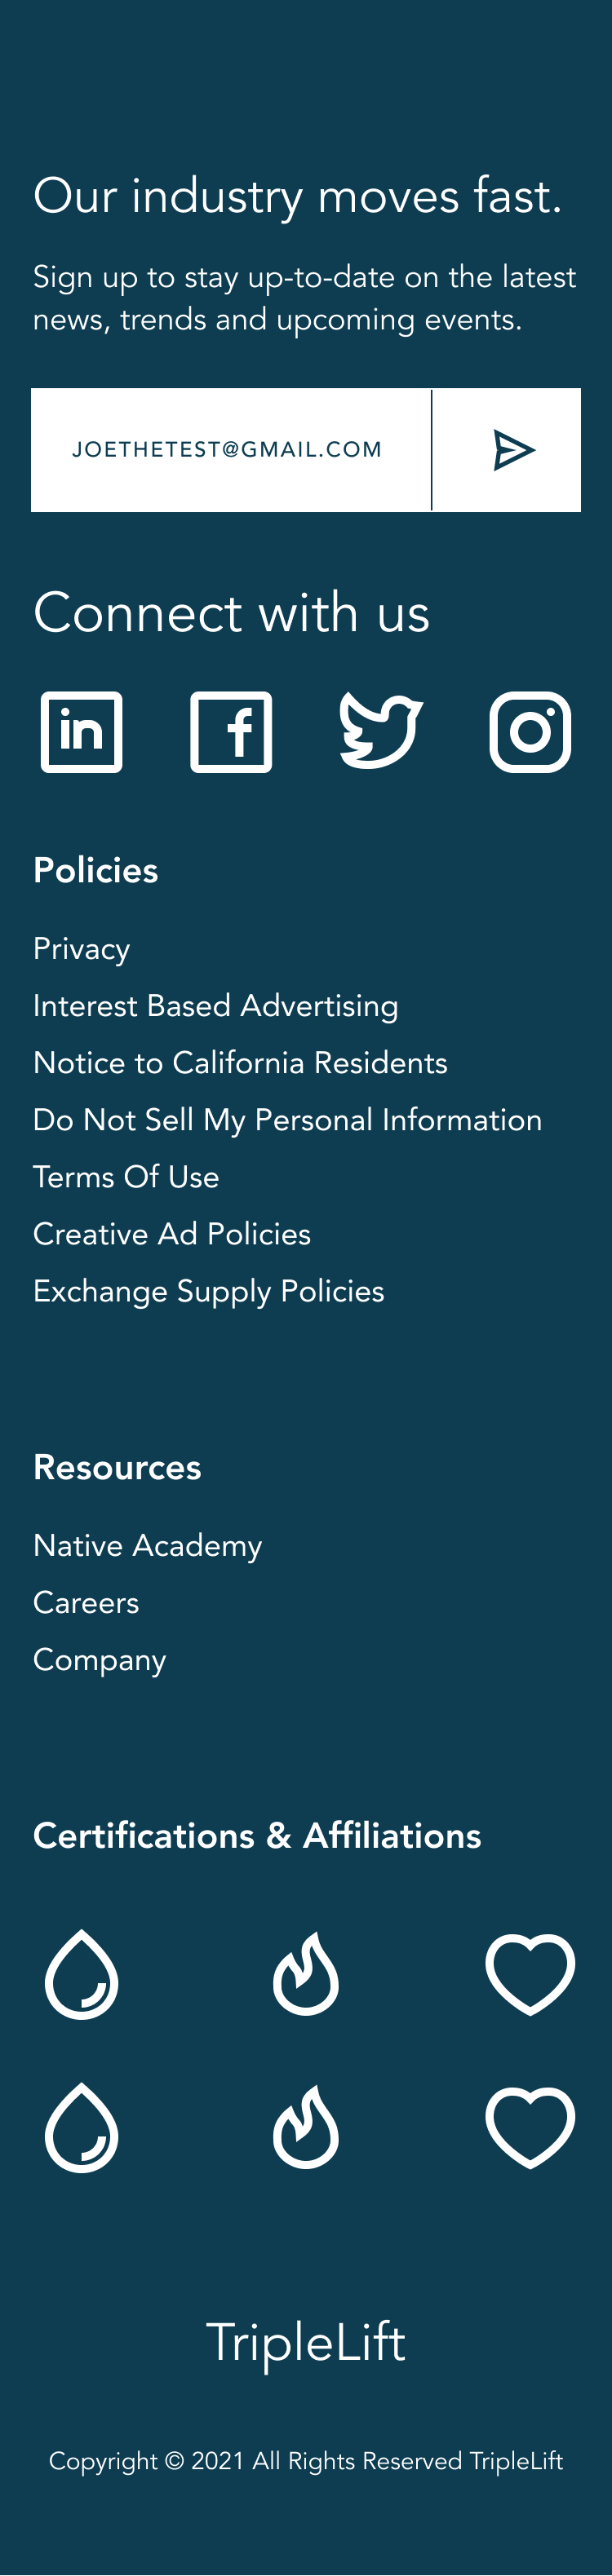 Our industry moves fast.
Sign up to stay up-to-date on the latest
news, trends and upcoming events.
JOETHETEST@GMAIL.COM
Connect with us
in f
Policies
Privacy
Interest Based Advertising
Notice to California Residents
Do Not Sell My Personal Information
Terms Of Use
Creative Ad Policies
Exchange Supply Policies
Resources
Native Academy
Careers
Company
Certifications & Affiliations
TripleLift
Copyright © 2021 All Rights Reserved TripleLift